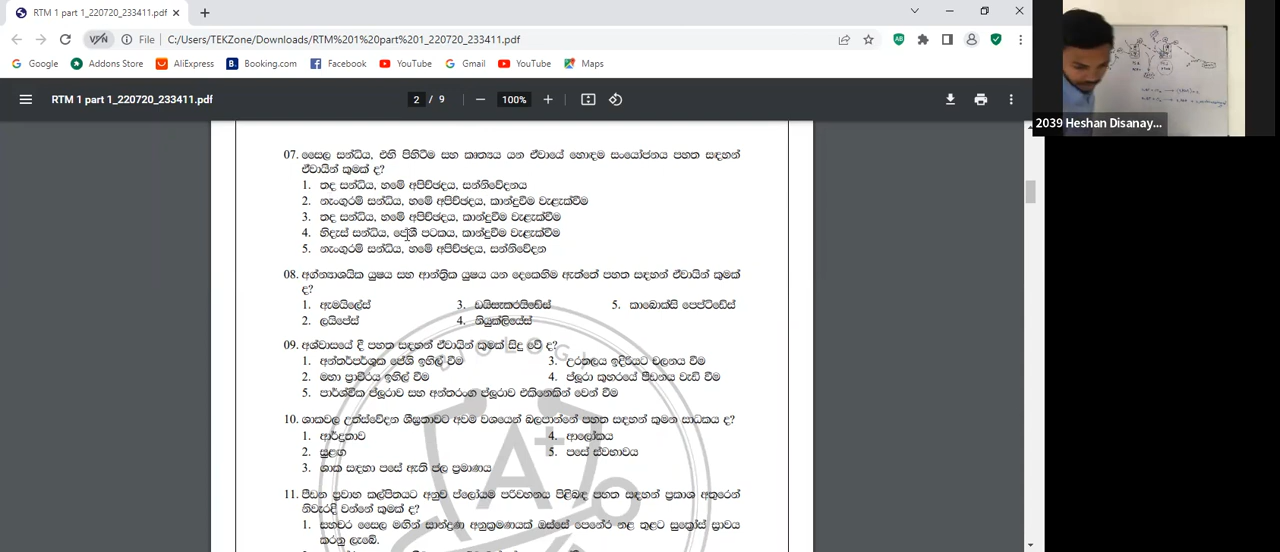 RTM 1 part 1_220720_233411.pdf
VPN File C:/Users/TEKZone/Downloads/RTM%201%20part%201_220720_233411.pdf
Google Addons Store AliExpress Booking.com Facebook YouTube Gmail YouTube Maps
RTM 1 part 1_220720_233411.pdf 2 / 9 100%
2039 Heshan Disanay...
07. සෛල සන්ධිය, එහි පිහිටීම සහ කෘත්‍යය යන ඒවායේ හොඳම සංයෝජනය පහත සඳහන්
ඒවායින් කුමක් ද?
1. තද සන්ධිය, හමේ අපිච්ඡදය, සන්නිවේදනය
2. නැංගුරම් සන්ධිය, හමේ අපිච්ඡදය, කාන්දුවීම වැළැක්වීම
3. තද සන්ධිය, හමේ අපිච්ඡදය, කාන්දුවීම වැළැක්වීම
4. හිදැස් සන්ධිය, පේශී පටකය, කාන්දුවීම වැළැක්වීම
5. නැංගුරම් සන්ධිය, හමේ අපිච්ඡදය, සන්නිවේදන
08. අග්න්‍යාශයික යුෂය සහ ආන්ත්‍රික යුෂය යන දෙකෙහිම ඇත්තේ පහත සඳහන් ඒවායින් කුමක්
ද?
1. ඇමයිලේස් 3. ඩයිසැකරයිඩේස් 5. කාබොක්සි පෙප්ටිඩේස්
2. ලයිපේස් 4. නියුක්ලියේස්
09. අශ්වාසයේ දී පහත සඳහන් ඒවායින් කුමක් සිදු වේ ද?
1. අන්තර්පර්ශුක පේශි ඉහිල් වීම 3. උරතලය ඉදිරියට චලනය වීම
2. මහා ප්‍රාචීරය ඉහිල් වීම 4. ප්ලූරා කුහරයේ පීඩනය වැඩි වීම
5. පාර්ශ්වික ප්ලූරාව සහ අන්තරංග ප්ලූරාව එකිනෙකින් වෙන් වීම
10. ශාකවල උත්ස්වේදන ශීඝ්‍රතාවට අවම වශයෙන් බලපාන්නේ පහත සඳහන් කුමන සාධකය ද?
1. ආර්ද්‍රතාව 4. ආලෝකය
2. සුළඟ 5. පසේ ස්වභාවය
3. ශාක සඳහා පසේ ඇති ජල ප්‍රමාණය
11. පීඩන ප්‍රවාහ කල්පිතයට අනුව ප්ලෝයම පරිවහනය පිළිබඳ පහත සඳහන් ප්‍රකාශ අතුරෙන්
නිවැරදි වන්නේ කුමක් ද?
1. සහචර සෛල මගින් සාන්ද්‍රණ අනුක්‍රමණයක් ඔස්සේ පෙනේර නළ තුළට සුක්‍රෝස් ස්‍රාවය
කරනු ලැබේ.